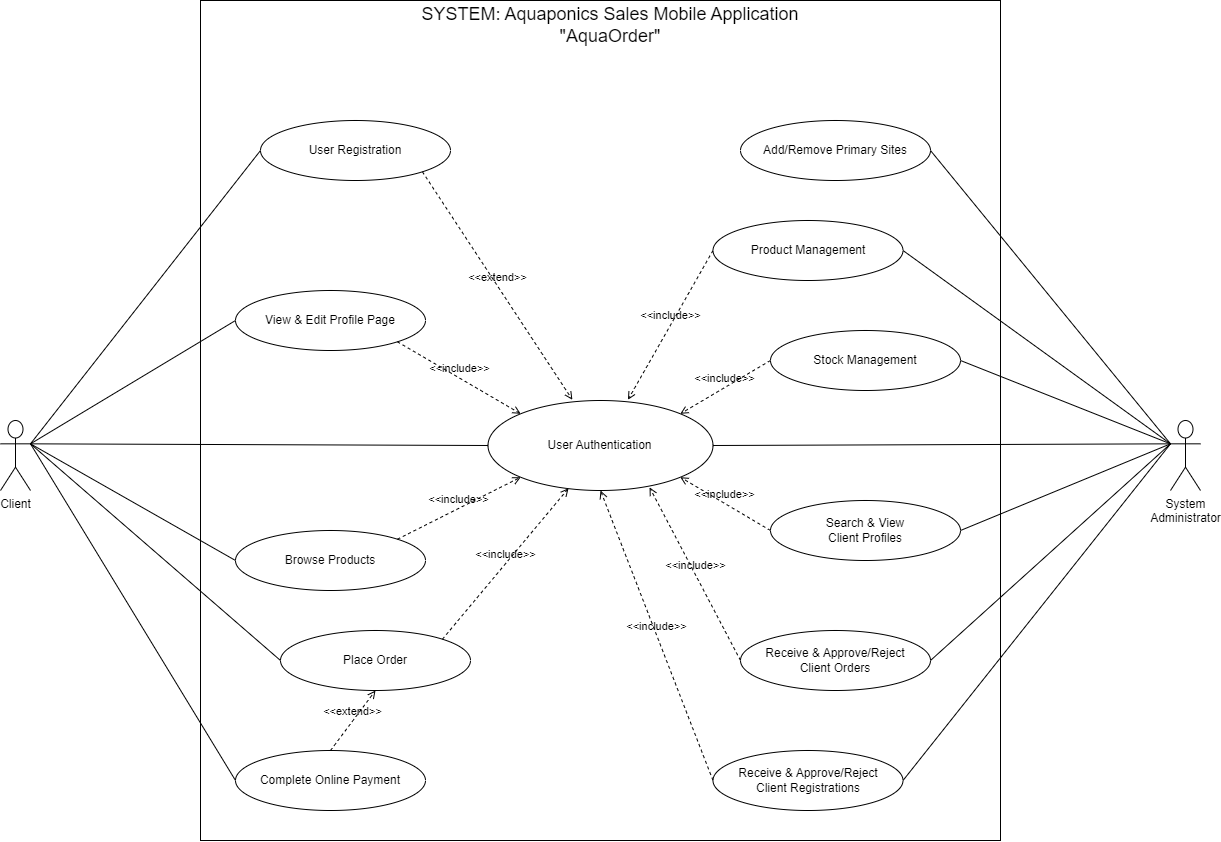 SYSTEM: Aquaponics Sales Mobile Application
"AquaOrder"
User Registration
Add/Remove Primary Sites
Product Management
<<extend>>
<<include>>
View & Edit Profile Page
Stock Management
<<include>>
<<include>>
Client
User Authentication
System
Administrator
<<include>>
<<include>>
Search & View
Client Profiles
Browse Products
<<include>>
<<include>>
<<include>>
Place Order
Receive & Approve/Reject
Client Orders
<<extend>>
Complete Online Payment
Receive & Approve/Reject
Client Registrations